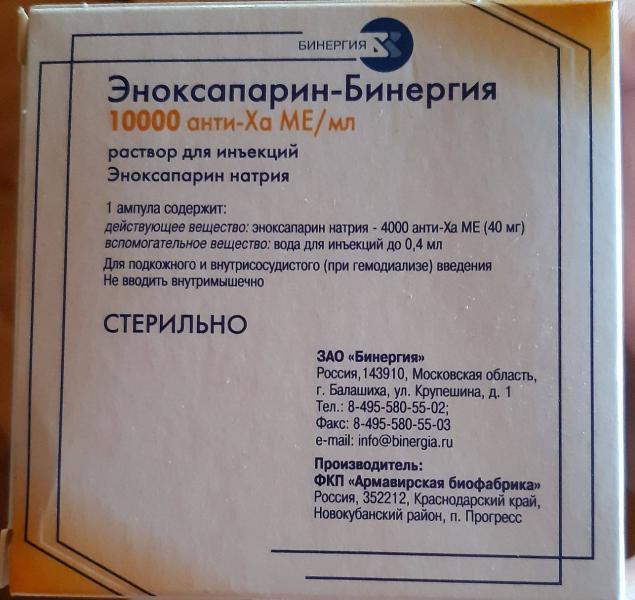 БИНЕРГИЯ
Эноксапарин-Бинергия
10000 анти-Ха МЕ/мл
раствор для инъекций
Эноксапарин натрия
1 ампула содержит:
действующее вещество: эноксапарин натрия - 4000 анти-Ха МЕ (40 мг)
вспомогательное вещество: вода для инъекций до 0,4 мл
Для подкожного и внутрисосудистого (при гемодиализе) введения
Не вводить внутримышечно
СТЕРИЛЬНО
ЗАО «Бинергия»
Россия,143910, Московская область,
г. Балашиха, ул. Крупешина, д. 1
Тел.: 8-495-580-55-02;
Факс: 8-495-580-55-03
e-mail: info@binergia.ru
Производитель:
ФКП «Армавирская биофабрика»
Россия, 352212, Краснодарский край,
Новокубанский район, п. Прогресс